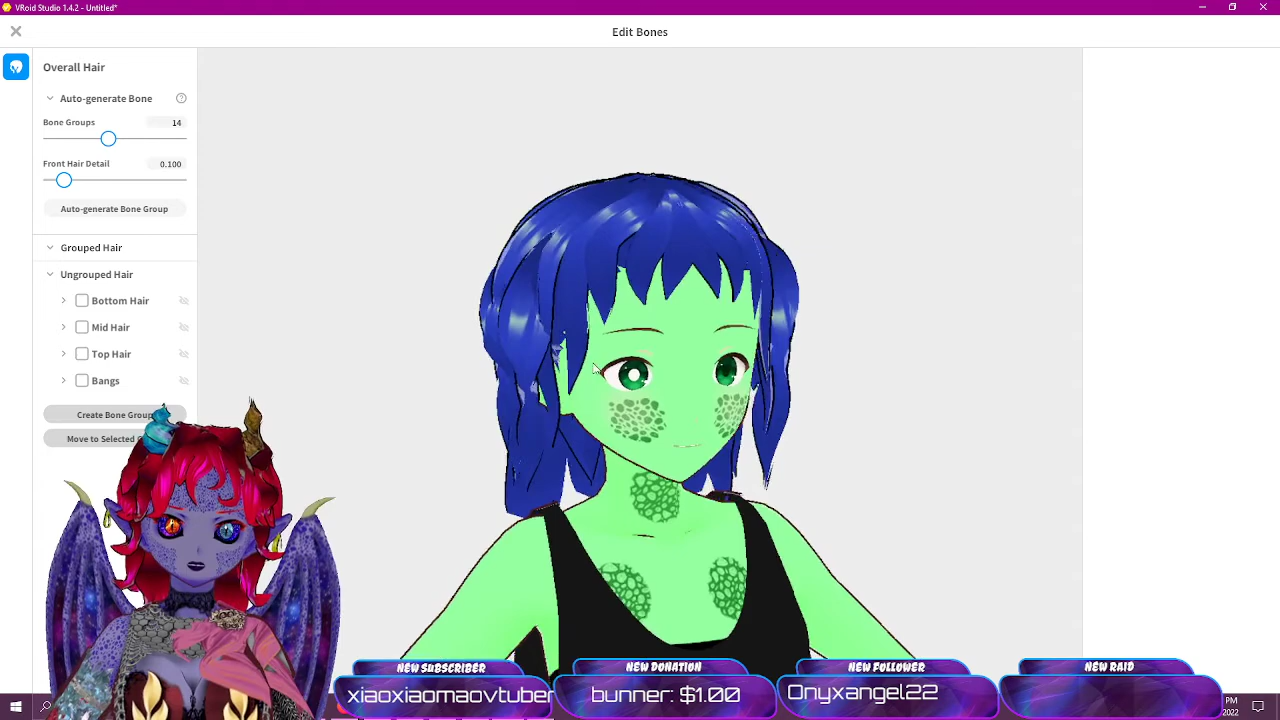 VRoid Studio 1.4.2 - Untitled*
Edit Bones
Overall Hair
Auto-generate Bone
Bone Groups 14
Front Hair Detail 0.100
Auto-generate Bone Group
Grouped Hair
Ungrouped Hair
Bottom Hair
Mid Hair
Top Hair
Bangs
Create Bone Group
Move to Selected
NEW SUBSCRIBER
xiaoxiaomaovtuber
NEW DONATION
bunner: $1.00
NEW FOLLOWER
Onyxangel22
NEW RAID
PM
2022